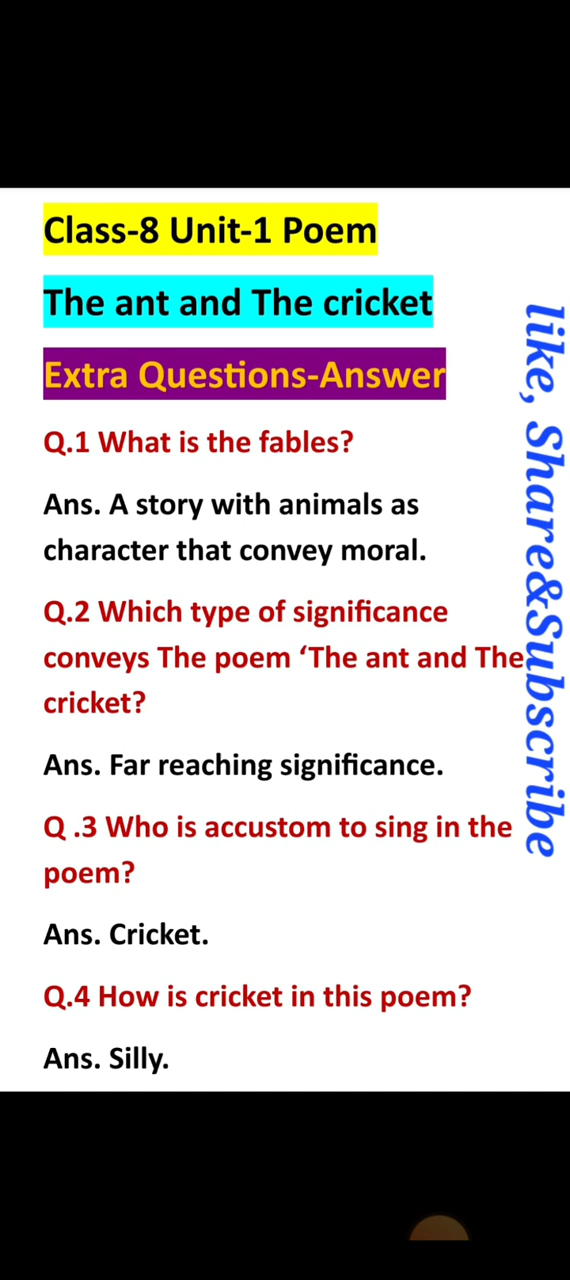 Class-8 Unit-1 Poem
The ant and The cricket
Extra Questions-Answer
Q.1 What is the fables?
Ans. A story with animals as
character that convey moral.
Q.2 Which type of significance
conveys The poem ‘The ant and The
cricket?
Ans. Far reaching significance.
Q .3 Who is accustom to sing in the
poem?
Ans. Cricket.
Q.4 How is cricket in this poem?
Ans. Silly.
like, Share&Subscribe